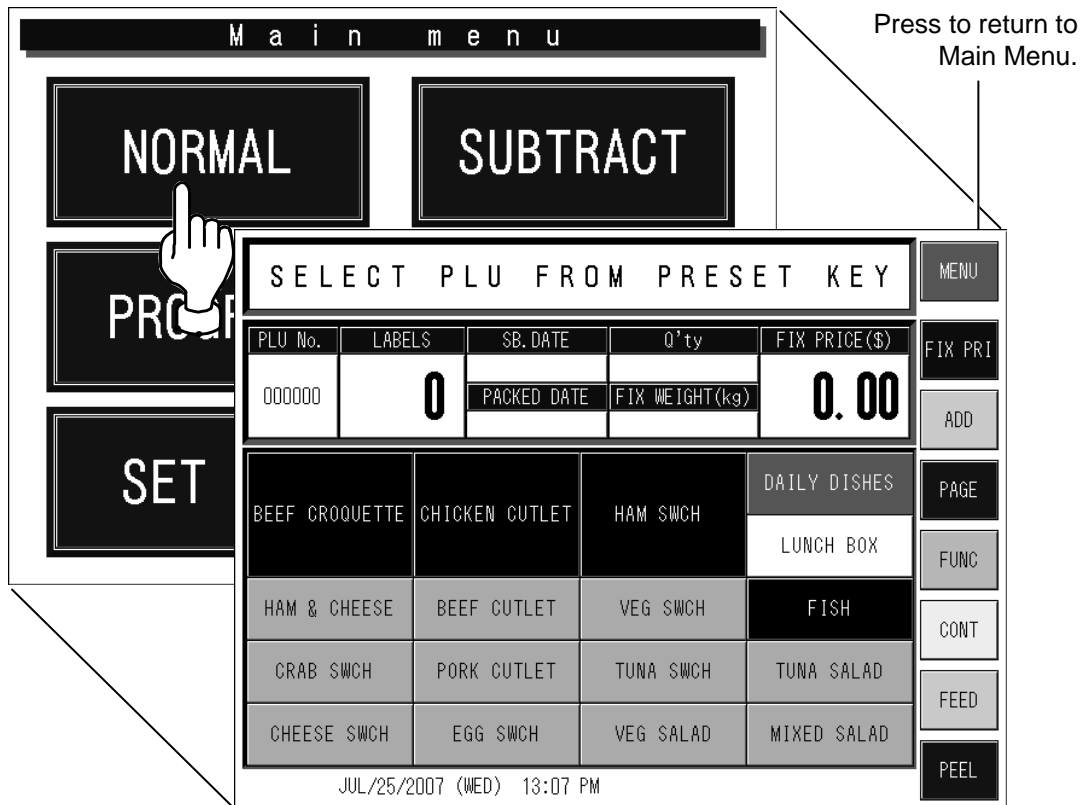 Main menu
Press to return to
Main Menu.
NORMAL
SUBTRACT
SET
SELECT PLU FROM PRESET KEY
MENU
PLU No.
LABELS
SB.DATE
Q'ty
FIX PRICE($)
FIX PRI
000000
0
PACKED DATE
FIX WEIGHT(kg)
0.00
ADD
BEEF CROQUETTE
CHICKEN CUTLET
HAM SWCH
DAILY DISHES
LUNCH BOX
PAGE
FUNC
HAM & CHEESE
BEEF CUTLET
VEG SWCH
FISH
CONT
CRAB SWCH
PORK CUTLET
TUNA SWCH
TUNA SALAD
FEED
CHEESE SWCH
EGG SWCH
VEG SALAD
MIXED SALAD
PEEL
JUL/25/2007 (WED) 13:07 PM